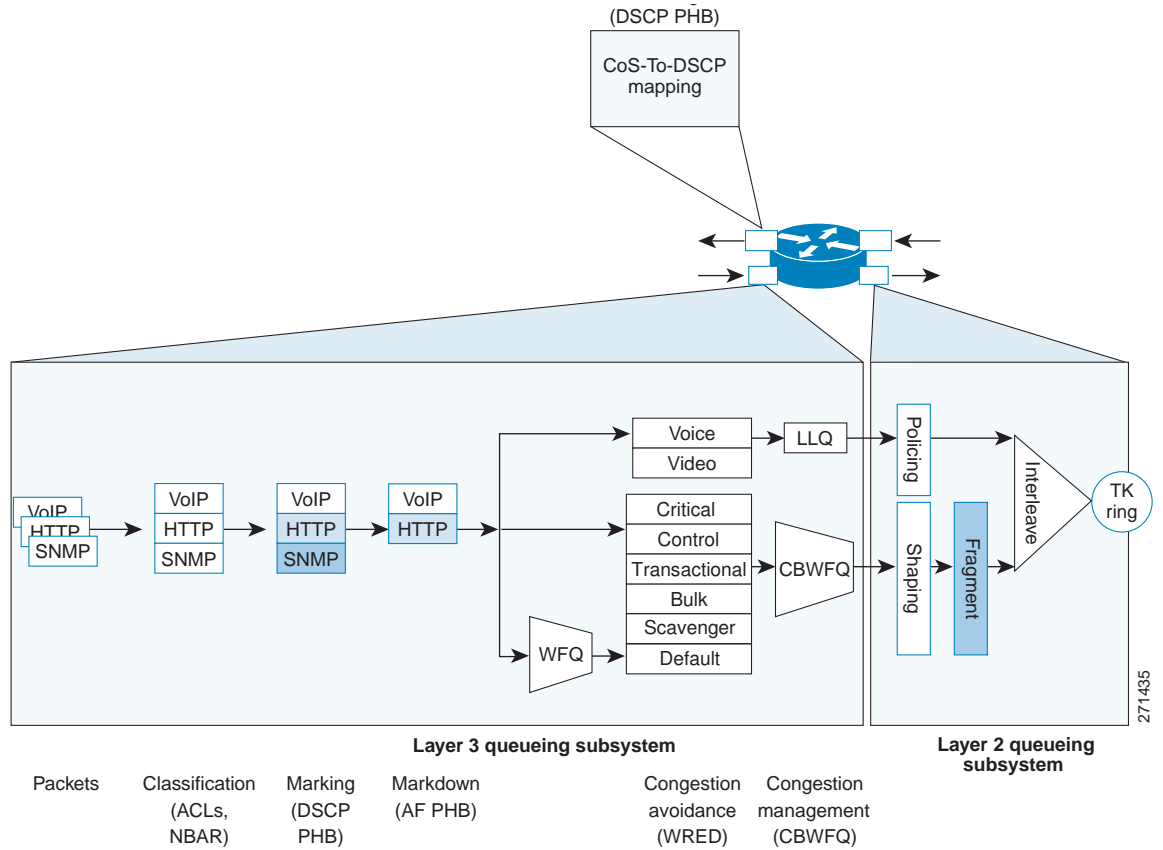 (DSCP PHB)
CoS-To-DSCP
mapping
VoIP
HTTP
SNMP
VoIP
HTTP
SNMP
VoIP
HTTP
SNMP
VoIP
HTTP
WFQ
Voice
Video
LLQ
Critical
Control
Transactional
Bulk
Scavenger
Default
CBWFQ
Policing
Shaping
Fragment
Interleave
TK
ring
271435
Layer 3 queueing subsystem
Layer 2 queueing
subsystem
Packets
Classification
(ACLs,
NBAR)
Marking
(DSCP
PHB)
Markdown
(AF PHB)
Congestion
avoidance
(WRED)
Congestion
management
(CBWFQ)